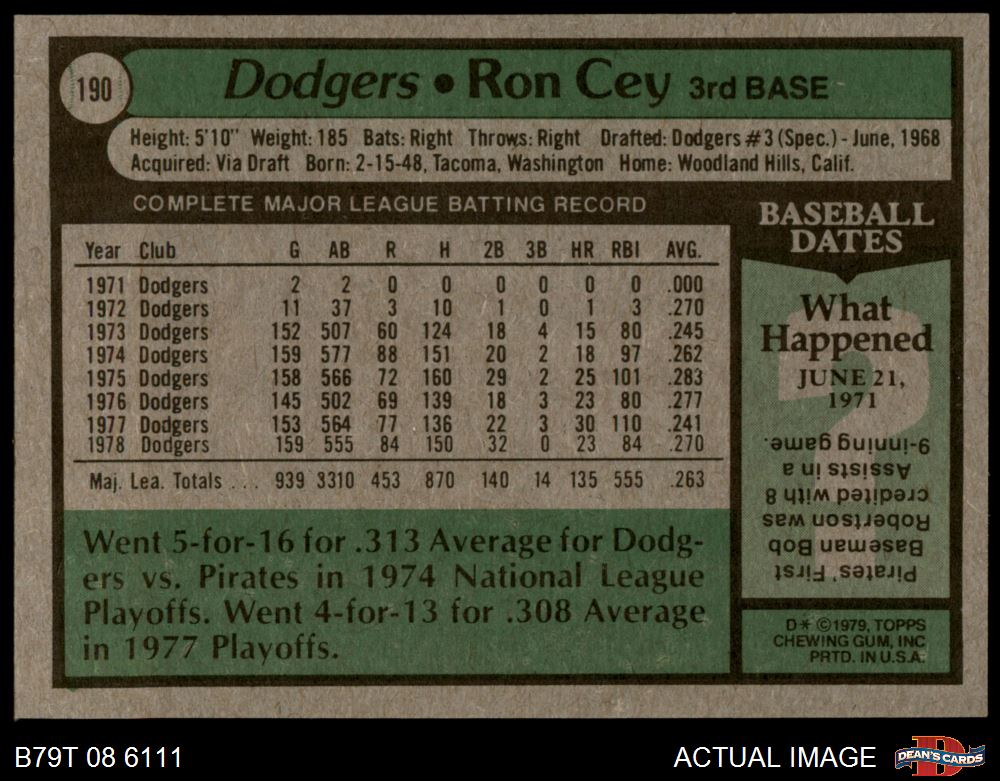 190
Dodgers • Ron Cey 3rd BASE
Height: 5'10" Weight: 185 Bats: Right Throws: Right Drafted: Dodgers #3 (Spec.) - June, 1968
Acquired: Via Draft Born: 2-15-48, Tacoma, Washington Home: Woodland Hills, Calif.
COMPLETE MAJOR LEAGUE BATTING RECORD
Year Club G AB R H 2B 3B HR RBI AVG.
1971 Dodgers 2 2 0 0 0 0 0 0 .000
1972 Dodgers 11 37 3 10 1 0 1 3 .270
1973 Dodgers 152 507 60 124 18 4 15 80 .245
1974 Dodgers 159 577 88 151 20 2 18 97 .262
1975 Dodgers 158 566 72 160 29 2 25 101 .283
1976 Dodgers 145 502 69 139 18 3 23 80 .277
1977 Dodgers 153 564 77 136 22 3 30 110 .241
1978 Dodgers 159 555 84 150 32 0 23 84 .270
Maj. Lea. Totals ... 939 3310 453 870 140 14 135 555 .263
Went 5-for-16 for .313 Average for Dodg-
ers vs. Pirates in 1974 National League
Playoffs. Went 4-for-13 for .308 Average
in 1977 Playoffs.
BASEBALL
DATES
What
Happened
JUNE 21,
1971
?
Pirates' First
Baseman Bob
Robertson was
credited with 8
Assists in a
9-inning game.
D* ©1979, TOPPS
CHEWING GUM, INC
PRTD. IN U.S.A.
B79T 08 6111
ACTUAL IMAGE
D
DEAN'S CARDS